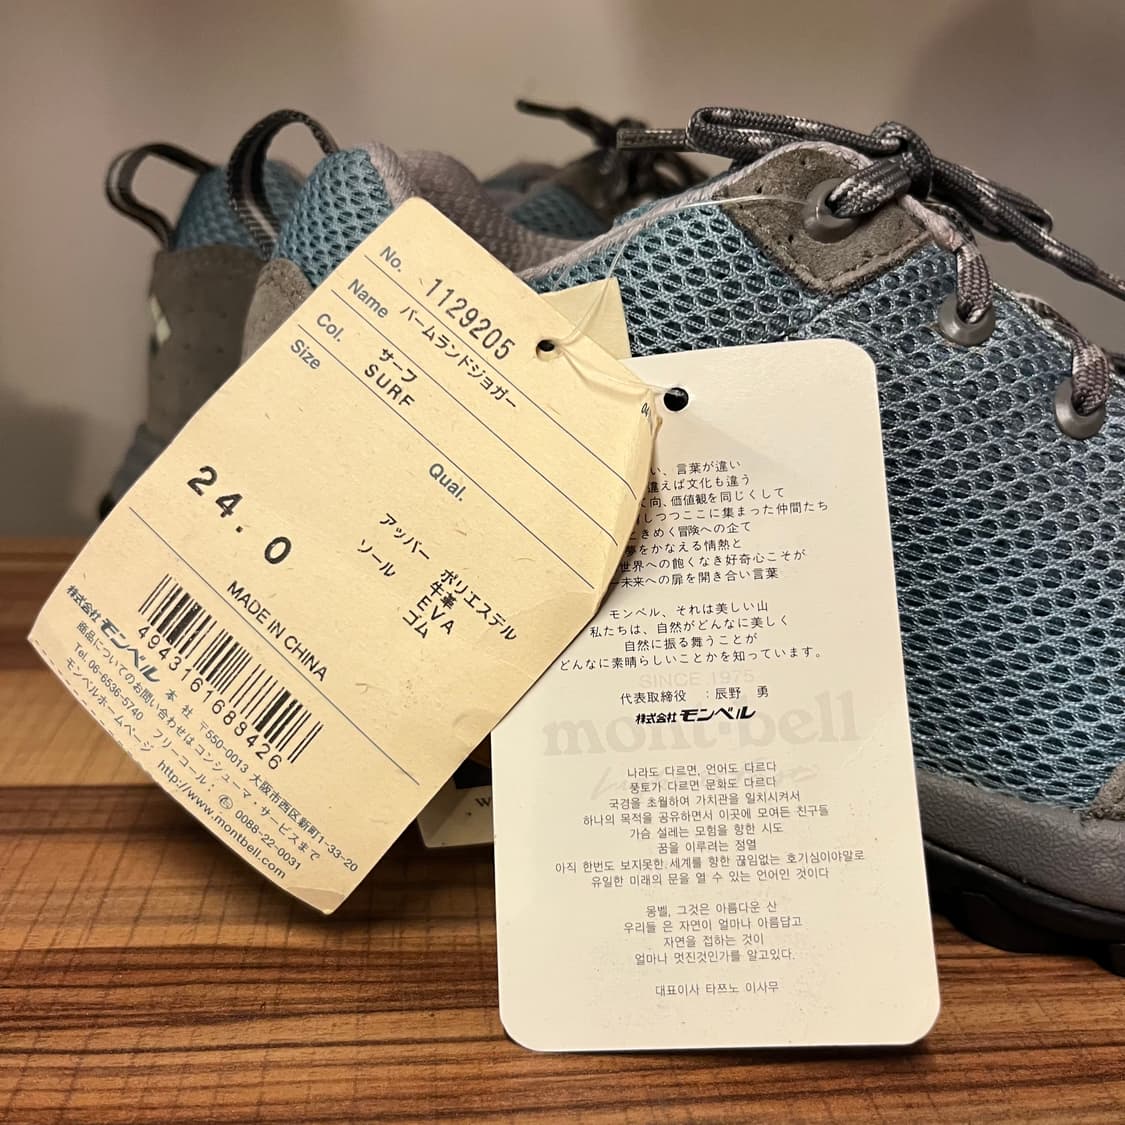 No. 1129205
Name パームランドジョガー
Col. サーフ
SURF
Size
24.0
Qual.
アッパー ポリエステル
牛革
ソール EVA
ゴム
MADE IN CHINA
4943161688426
株式会社モンベル 本社 〒550-0013 大阪市西区新町1-33-20
商品についてのお問い合わせは コンシューマ・サービスまで
Tel. 06-6536-5740 フリーコール: 0088-22-0031
モンベルホームページ http://www.montbell.com
04
い、言葉が違い
違えば文化も違う
向、価値観を同じくして
しつつここに集まった仲間たち
ときめく冒険への企て
夢をかなえる情熱と
世界への飽くなき好奇心こそが
未来への扉を開き合い言葉
モンベル、それは美しい山
私たちは、自然がどんなに美しく
自然に振る舞うことが
どんなに素晴らしいことかを知っています。
SINCE 1975
代表取締役 :辰野 勇
株式会社モンベル
mont-bell
나라도 다르면, 언어도 다르다
풍토가 다르면 문화도 다르다
국경을 초월하여 가치관을 일치시켜서
하나의 목적을 공유하면서 이곳에 모여든 친구들
가슴 설레는 모험을 향한 시도
꿈을 이루려는 정열
아직 한번도 보지못한 세계를 향한 끊임없는 호기심이야말로
유일한 미래의 문을 열 수 있는 언어인 것이다
몽벨, 그것은 아름다운 산
우리들 은 자연이 얼마나 아름답고
자연을 접하는 것이
얼마나 멋진것인가를 알고있다.
대표이사 타쯔노 이사무
W